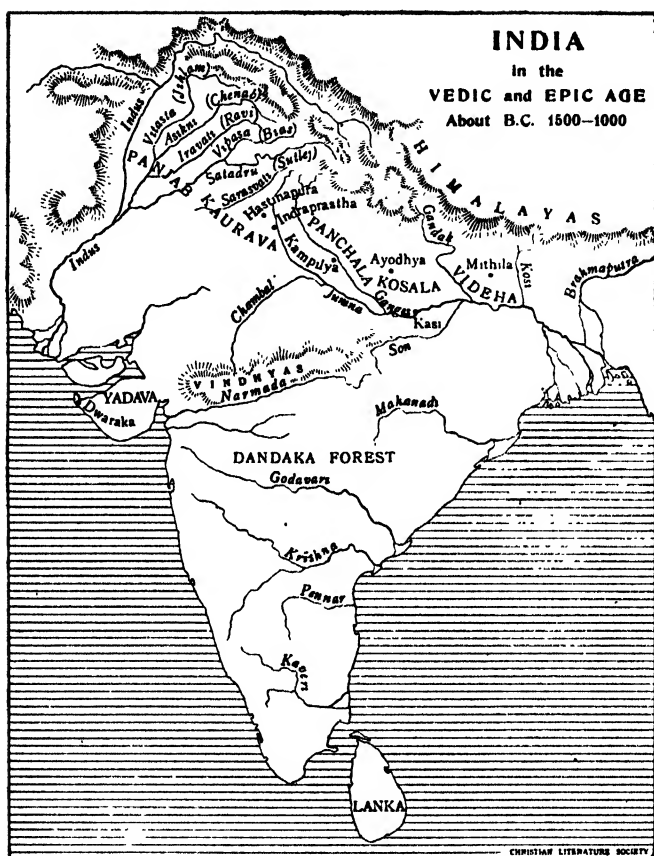 INDIA
in the
VEDIC and EPIC AGE
About B.C. 1500—1000
HIMALAYAS
Indus
Vitasta (Jehlam)
Asikni (Chenab)
Iravati (Ravi)
Vipasa (Bias)
PANJAB
Satadru (Sutlej)
Sarasvati
Hastinapura
Indraprastha
KAURAVA
PANCHALA
Kampilya
Gandak
Ayodhya
Mithila
Kosi
Brahmaputra
KOSALA
VIDEHA
Indus
Chambal
Jumna
Ganges
Kasi
Son
VINDHYAS
Narmada
YADAVA
Dwaraka
Mahanadi
DANDAKA FOREST
Godavari
Krishna
Pennar
Kaveri
LANKA
CHRISTIAN LITERATURE SOCIETY